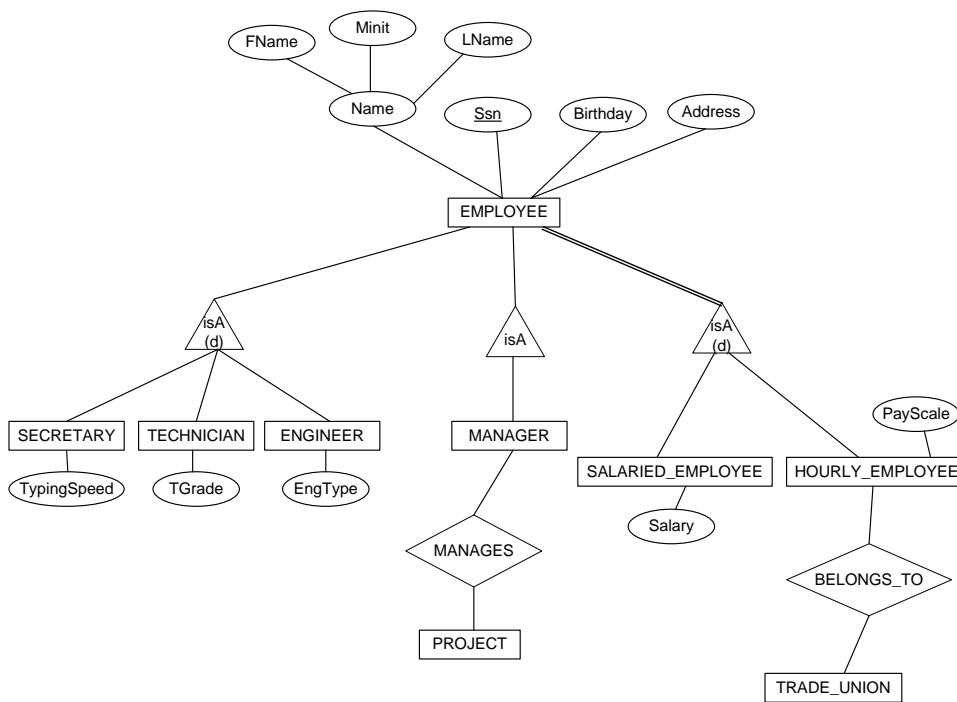 Minit
FName
LName
Name
Ssn
Birthday
Address
EMPLOYEE
isA
(d)
isA
isA
(d)
PayScale
SECRETARY
TECHNICIAN
ENGINEER
MANAGER
SALARIED_EMPLOYEE
HOURLY_EMPLOYEE
TypingSpeed
TGrade
EngType
Salary
MANAGES
BELONGS_TO
PROJECT
TRADE_UNION